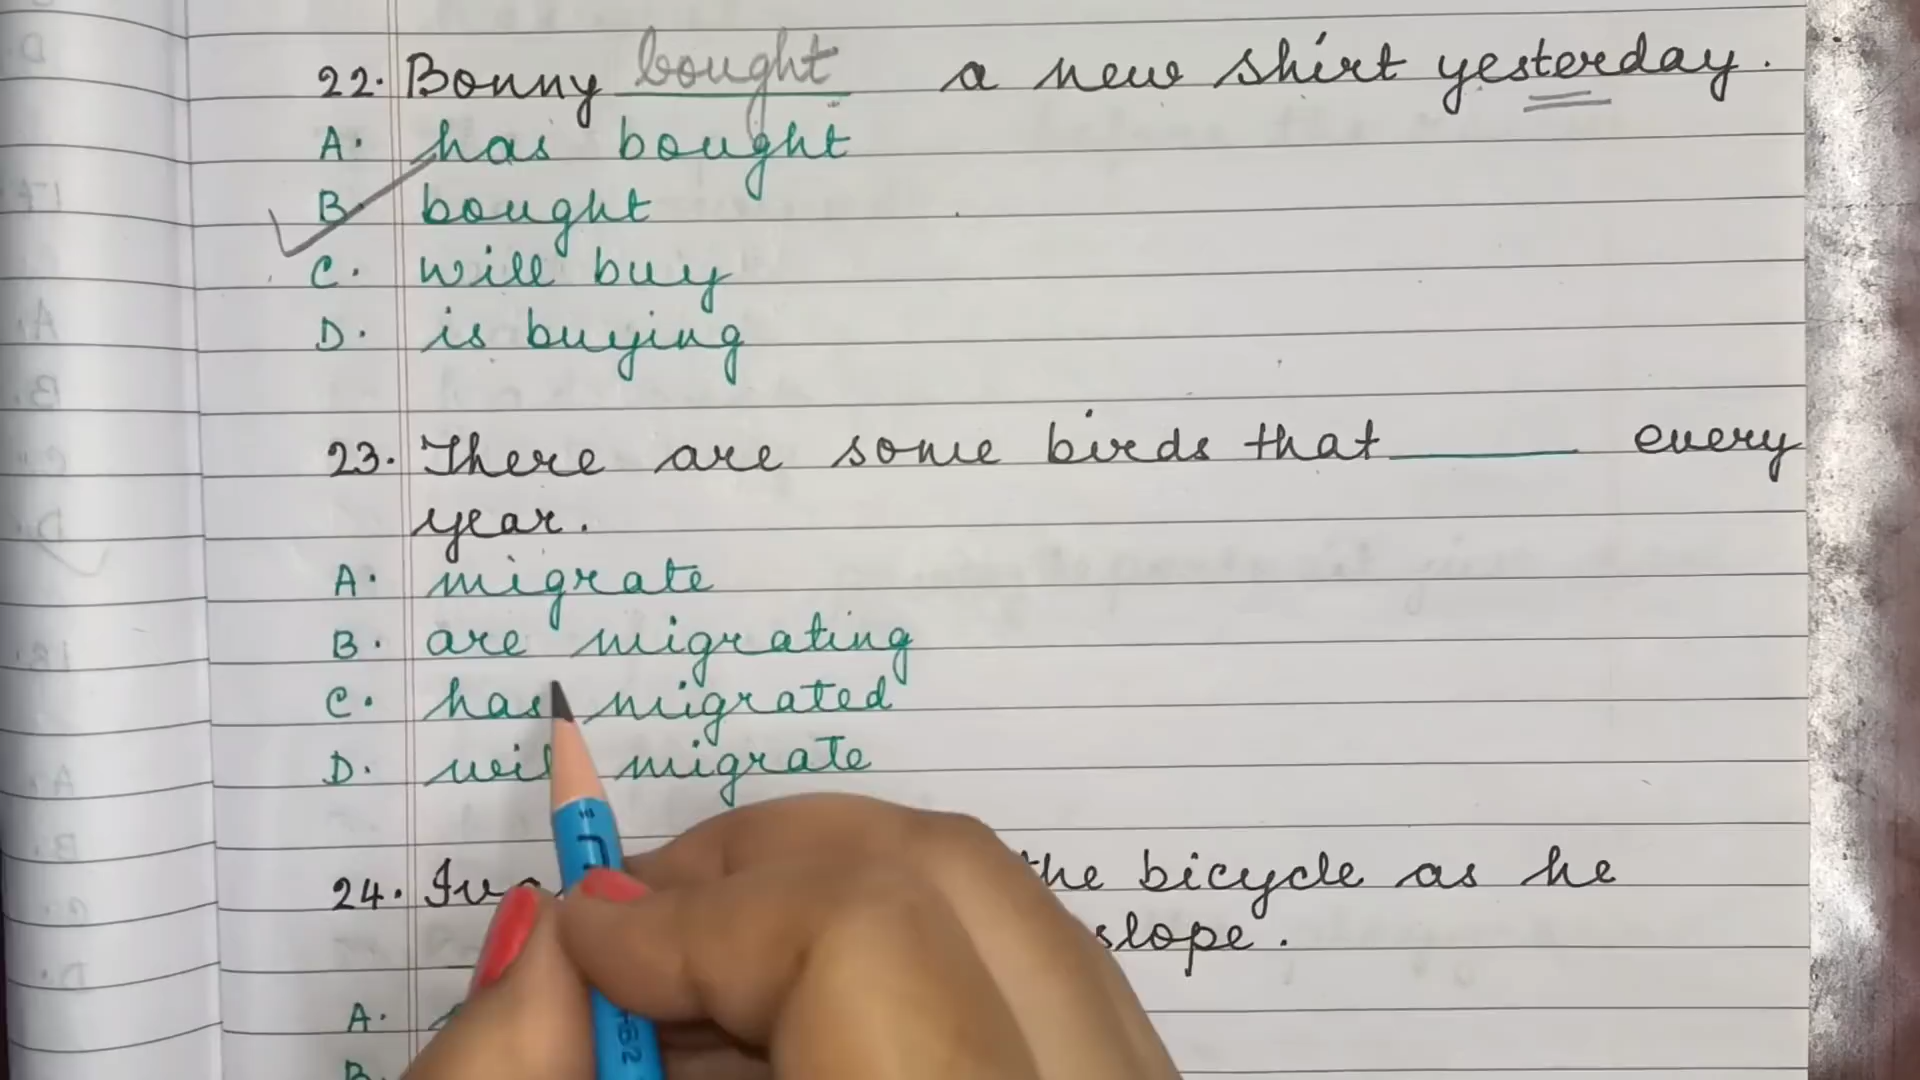 22. Bonny bought a new shirt yesterday.
A. has bought
B. bought
C. will buy
D. is buying
23. There are some birds that ______ every
year.
A. migrate
B. are migrating
C. has migrated
D. will migrate
24. the bicycle as he
slope.
A.
B.